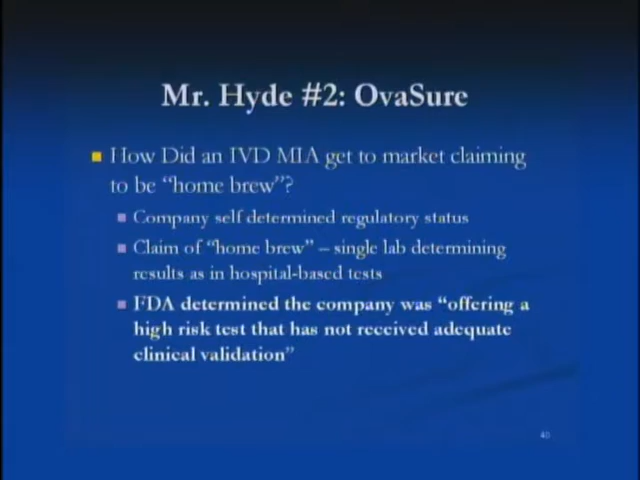 Mr. Hyde #2: OvaSure
How Did an IVD MIA get to market claiming
to be “home brew”?
Company self determined regulatory status
Claim of “home brew” – single lab determining
results as in hospital-based tests
FDA determined the company was “offering a
high risk test that has not received adequate
clinical validation”
40